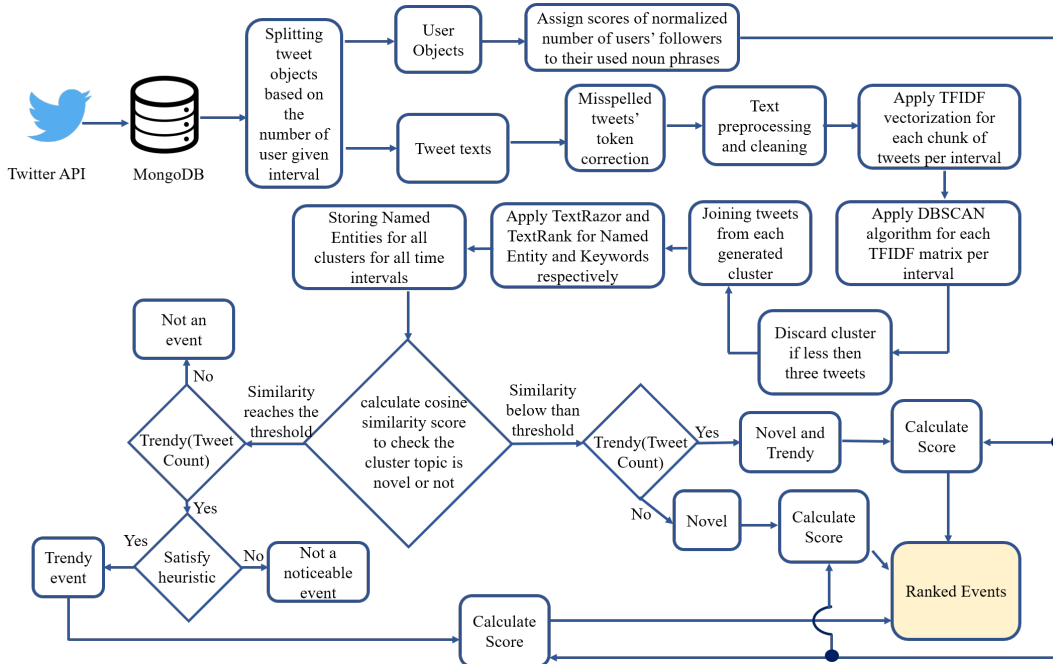 Twitter API
MongoDB
Splitting
tweet
objects
based on
the
number of
user given
interval
User
Objects
Assign scores of normalized
number of users' followers
to their used noun phrases
Tweet texts
Misspelled
tweets'
token
correction
Text
preprocessing
and cleaning
Apply TFIDF
vectorization for
each chunk of
tweets per interval
Apply DBSCAN
algorithm for each
TFIDF matrix per
interval
Discard cluster
if less then
three tweets
Joining tweets
from each
generated
cluster
Apply TextRazor and
TextRank for Named
Entity and Keywords
respectively
Storing Named
Entities for all
clusters for all time
intervals
calculate cosine
similarity score
to check the
cluster topic is
novel or not
Similarity
reaches the
threshold
Trendy(Tweet
Count)
No
Not an
event
Yes
Satisfy
heuristic
Yes
Trendy
event
No
Not a
noticeable
event
Similarity
below than
threshold
Trendy(Tweet
Count)
Yes
Novel and
Trendy
Calculate
Score
No
Novel
Calculate
Score
Calculate
Score
Ranked Events